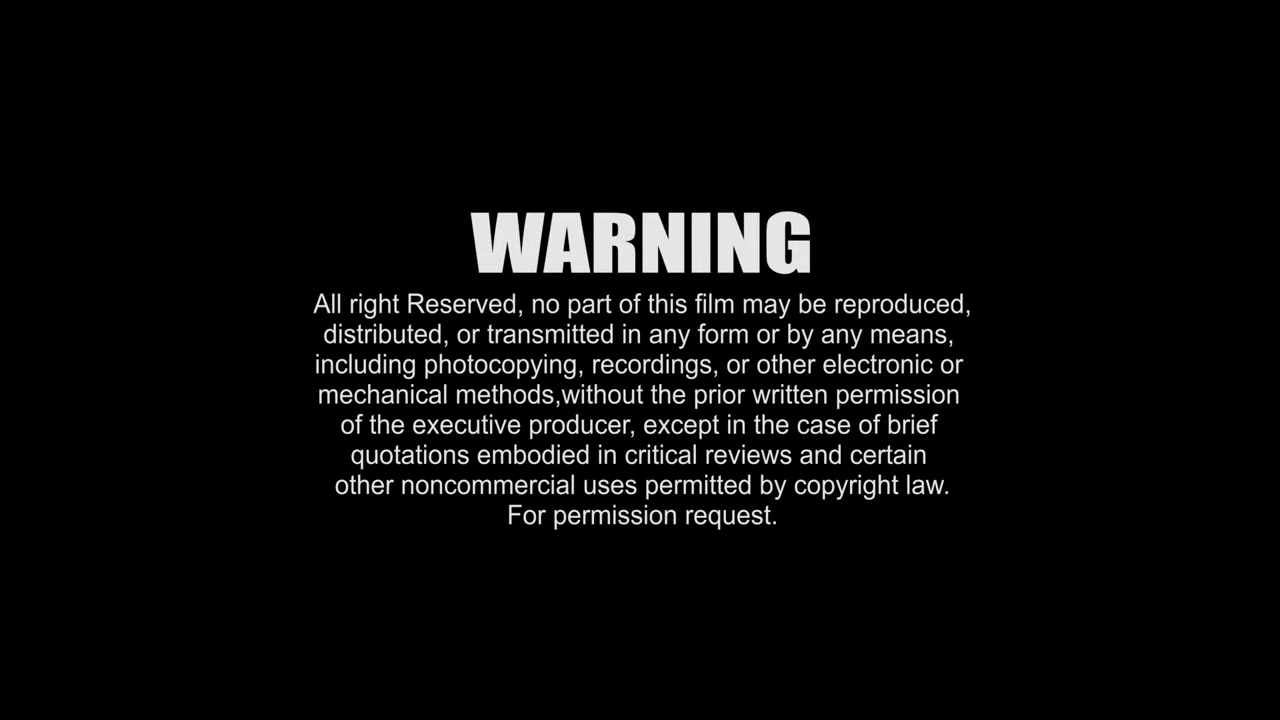 WARNING
All right Reserved, no part of this film may be reproduced,
distributed, or transmitted in any form or by any means,
including photocopying, recordings, or other electronic or
mechanical methods,without the prior written permission
of the executive producer, except in the case of brief
quotations embodied in critical reviews and certain
other noncommercial uses permitted by copyright law.
For permission request.